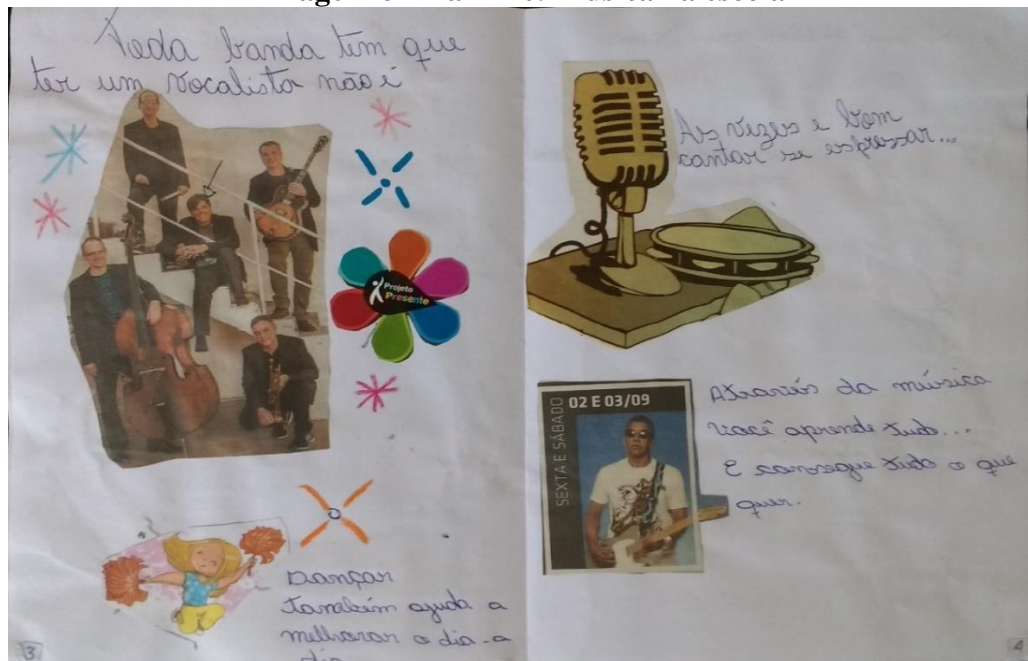 Toda banda tem que
ter um vocalista não é
Projeto
Presente
Dançar
também ajuda a
melhorar o dia-a
dia
3
As vezes e bom
cantar se expressar...
SEXTA E SÁBADO
02 E 03/09
Através da música
você aprende tudo...
E consegue tudo o que
quer.
4